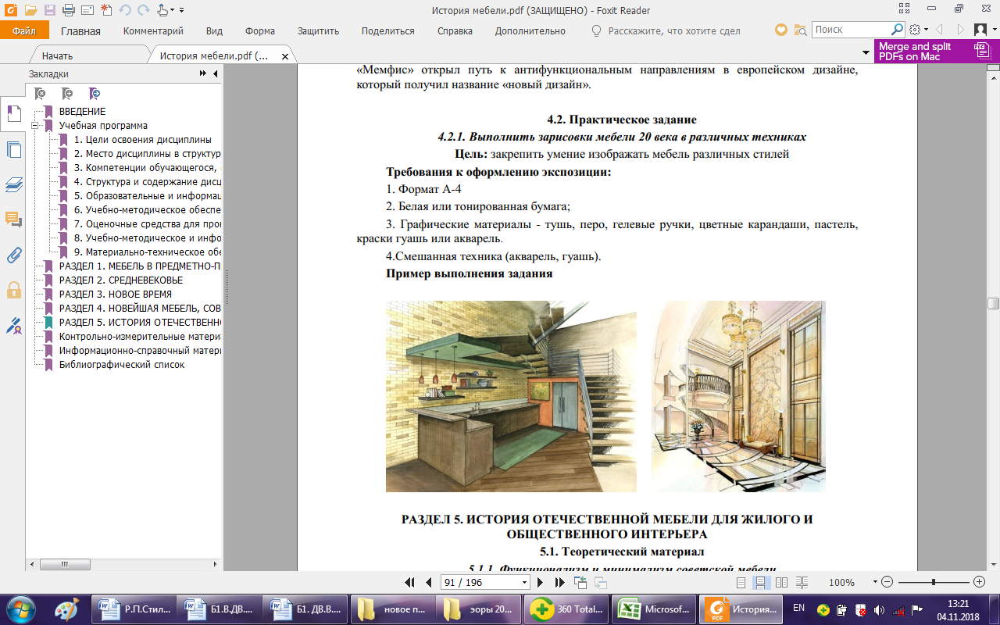 История мебели.pdf (ЗАЩИЩЕНО) - Foxit Reader
Файл Главная Комментарий Вид Форма Защитить Поделиться Справка Дополнительно Расскажите, что хотите сдел Поиск
Начать История мебели.pdf (... Merge and split
PDFs on Mac
Закладки
ВВЕДЕНИЕ
Учебная программа
1. Цели освоения дисциплины
2. Место дисциплины в структур
3. Компетенции обучающегося,
4. Структура и содержание дисц
5. Образовательные и информац
6. Учебно-методическое обеспе
7. Оценочные средства для про
8. Учебно-методическое и инфо
9. Материально-техническое обе
РАЗДЕЛ 1. МЕБЕЛЬ В ПРЕДМЕТНО-П
РАЗДЕЛ 2. СРЕДНЕВЕКОВЬЕ
РАЗДЕЛ 3. НОВОЕ ВРЕМЯ
РАЗДЕЛ 4. НОВЕЙШАЯ МЕБЕЛЬ, СОВ
РАЗДЕЛ 5. ИСТОРИЯ ОТЕЧЕСТВЕНН
Контрольно-измерительные матери
Информационно-справочный матери
Библиографический список
«Мемфис» открыл путь к антифункциональным направлениям в европейском дизайне,
который получил название «новый дизайн».
4.2. Практическое задание
4.2.1. Выполнить зарисовки мебели 20 века в различных техниках
Цель: закрепить умение изображать мебель различных стилей
Требования к оформлению экспозиции:
1. Формат А-4
2. Белая или тонированная бумага;
3. Графические материалы - тушь, перо, гелевые ручки, цветные карандаши, пастель,
краски гуашь или акварель.
4.Смешанная техника (акварель, гуашь).
Пример выполнения задания
РАЗДЕЛ 5. ИСТОРИЯ ОТЕЧЕСТВЕННОЙ МЕБЕЛИ ДЛЯ ЖИЛОГО И
ОБЩЕСТВЕННОГО ИНТЕРЬЕРА
5.1. Теоретический материал
5.1.1. Функционализм и минимализм советской мебели
91 / 196 100%
Р.П.Стил... Б1.В.ДВ.... Б1. ДВ.В.... новое п... эоры 20... 360 Total... Microsof... История... EN 13:21
04.11.2018